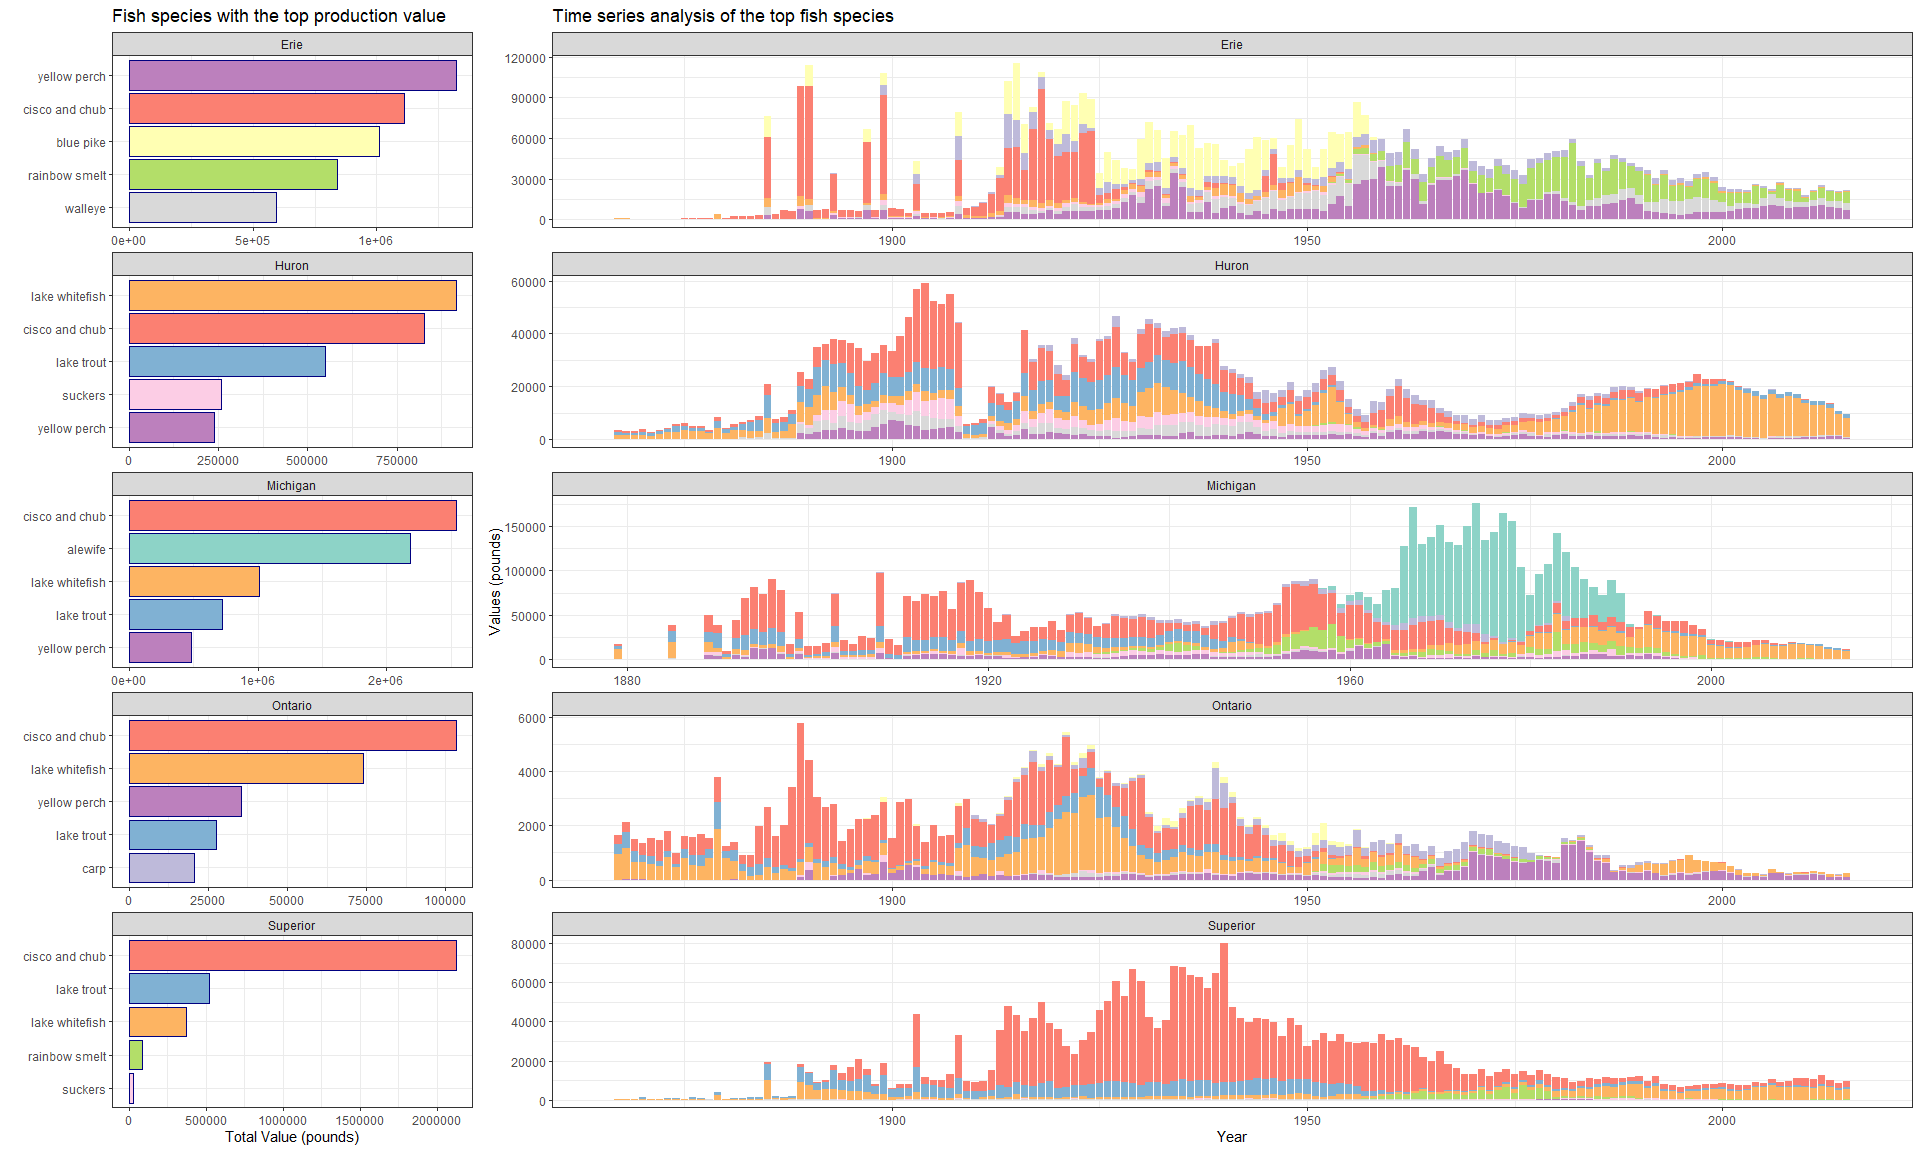 Fish species with the top production value
Erie
yellow perch
cisco and chub
blue pike
rainbow smelt
walleye
0e+00 5e+05 1e+06
Huron
lake whitefish
cisco and chub
lake trout
suckers
yellow perch
0 250000 500000 750000
Michigan
cisco and chub
alewife
lake whitefish
lake trout
yellow perch
0e+00 1e+06 2e+06
Ontario
cisco and chub
lake whitefish
yellow perch
lake trout
carp
0 25000 50000 75000 100000
Superior
cisco and chub
lake trout
lake whitefish
rainbow smelt
suckers
0 500000 1000000 1500000 2000000
Total Value (pounds)
Time series analysis of the top fish species
Values (pounds)
Erie
120000
90000
60000
30000
0
1900 1950 2000
Huron
60000
40000
20000
0
1900 1950 2000
Michigan
150000
100000
50000
0
1880 1920 1960 2000
Ontario
6000
4000
2000
0
1900 1950 2000
Superior
80000
60000
40000
20000
0
1900 1950 2000
Year